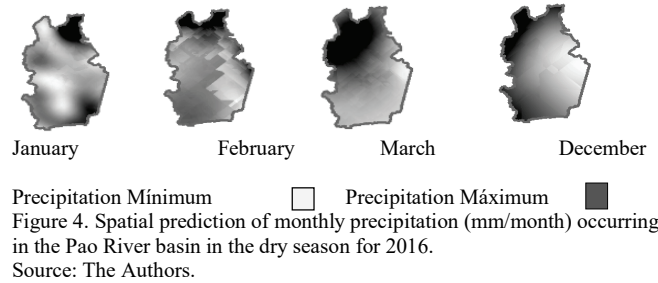 January February March December
Precipitation Mínimum Precipitation Máximum
Figure 4. Spatial prediction of monthly precipitation (mm/month) occurring
in the Pao River basin in the dry season for 2016.
Source: The Authors.